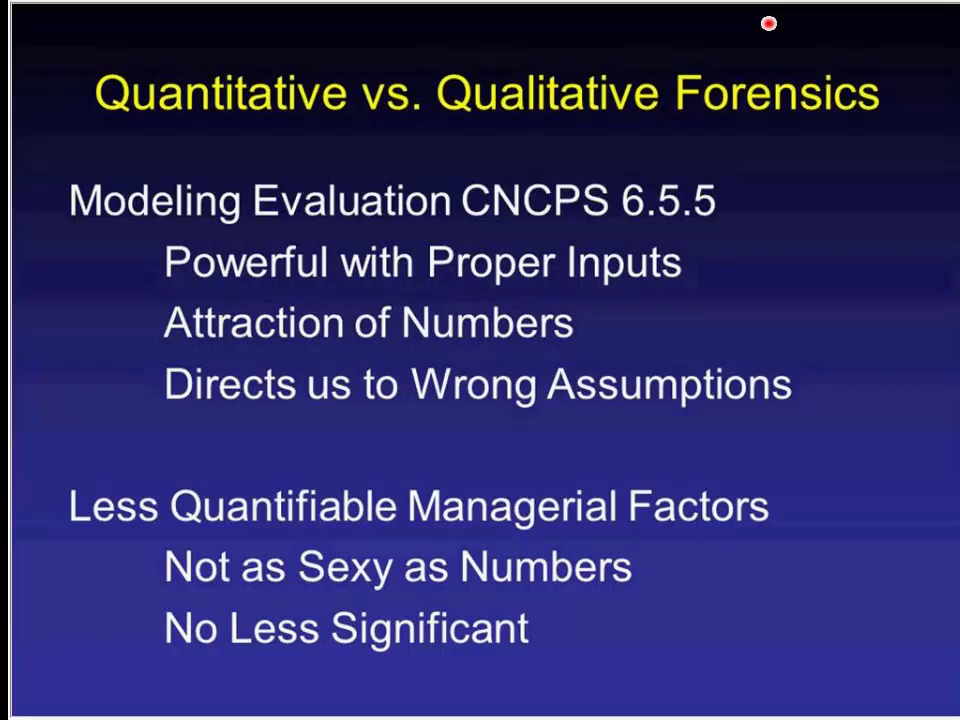 Quantitative vs. Qualitative Forensics
Modeling Evaluation CNCPS 6.5.5
Powerful with Proper Inputs
Attraction of Numbers
Directs us to Wrong Assumptions
Less Quantifiable Managerial Factors
Not as Sexy as Numbers
No Less Significant